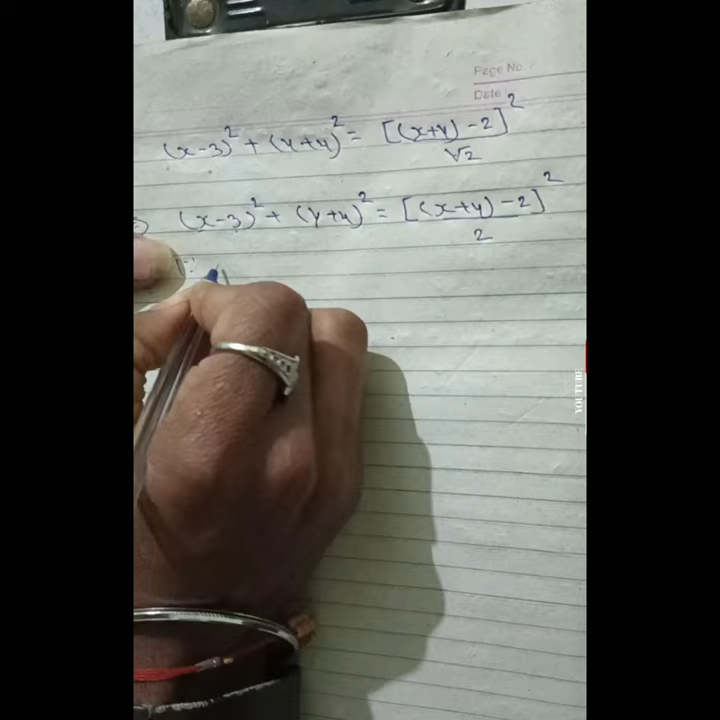 Page No.
Date
(x-3)² + (y+4)² = [(x+y) -2]² / √2
⇒ (x-3)² + (y+4)² = [(x+y) -2]² / 2
YOUTUBE